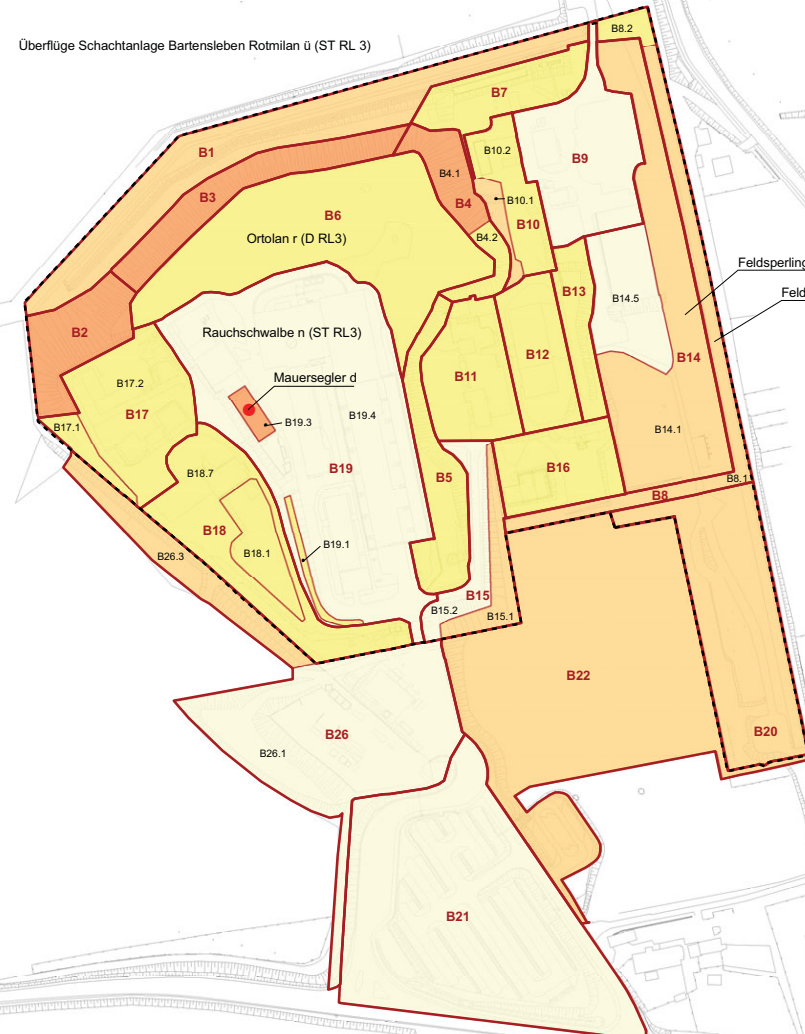 B8.2
Überflüge Schachtanlage Bartensleben Rotmilan ü (ST RL 3)
B7
B1
B10.2
B9
B3
B4.1
B10.1
B4
B6
B10
Ortolan r (D RL3)
B4.2
Feldsperling
B13
Feld
B14.5
B2
Rauchschwalbe n (ST RL3)
B12
B14
B11
Mauersegler d
B17.2
B17
B19.3
B19.4
B17.1
B14.1
B19
B16
B18.7
B5
B8.1
B8
B18
B19.1
B18.1
B26.3
B15
B15.2
B15.1
B22
B20
B26
B26.1
B21